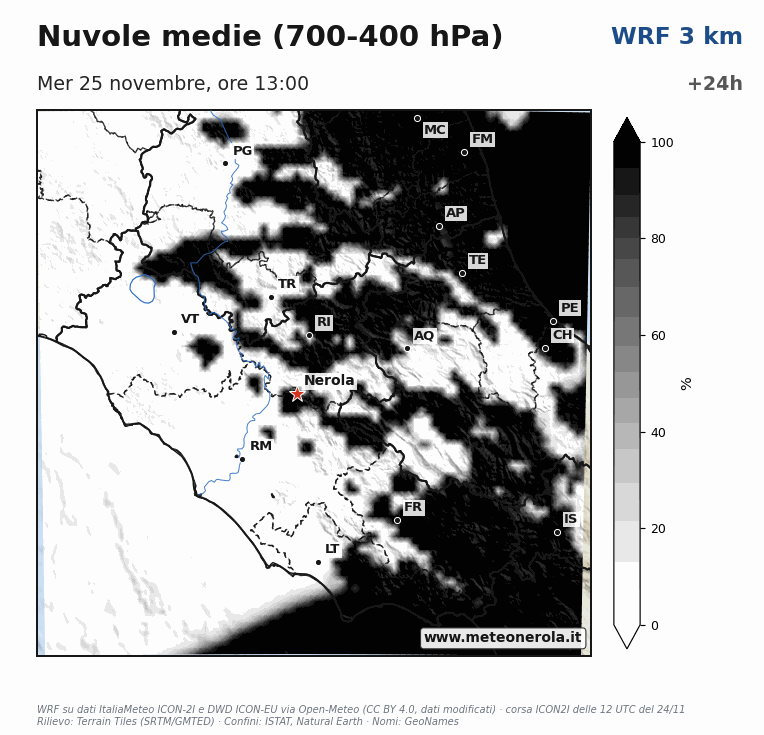 Nuvole medie (700-400 hPa)
WRF 3 km
Mer 25 novembre, ore 13:00
+24h
MC
FM
PG
AP
TE
TR
PE
VT
RI
AQ
CH
Nerola
RM
FR
IS
LT
www.meteonerola.it
100
80
60
40
20
0
%
WRF su dati ItaliaMeteo ICON-2I e DWD ICON-EU via Open-Meteo (CC BY 4.0, dati modificati) · corsa ICON2I delle 12 UTC del 24/11
Rilievo: Terrain Tiles (SRTM/GMTED) · Confini: ISTAT, Natural Earth · Nomi: GeoNames